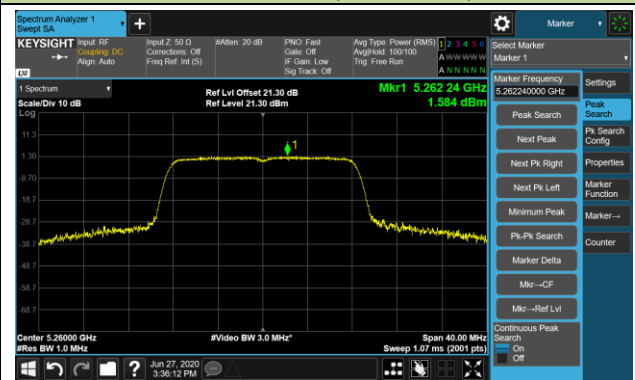 Spectrum Analyzer 1
Swept SA
+
Marker
KEYSIGHT
Input: RF
Coupling: DC
Align: Auto
Input Z: 50 Ω
Corrections: Off
Freq Ref: Int (S)
#Atten: 20 dB
PNO: Fast
Gate: Off
IF Gain: Low
Sig Track: Off
Avg Type: Power (RMS)
Avg|Hold: 100/100
Trig: Free Run
1 2 3 4 5 6
A W W W W W
A N N N N N
LXI
Select Marker
Marker 1
1 Spectrum
Scale/Div 10 dB
Log
Ref Lvl Offset 21.30 dB
Ref Level 21.30 dBm
Mkr1 5.262 24 GHz
1.584 dBm
11.3
1.30
-8.70
-18.7
-28.7
-38.7
-48.7
-58.7
-68.7
1
Center 5.26000 GHz
#Res BW 1.0 MHz
#Video BW 3.0 MHz*
Span 40.00 MHz
Sweep 1.07 ms (2001 pts)
Marker Frequency
5.262240000 GHz
Peak Search
Next Peak
Next Pk Right
Next Pk Left
Minimum Peak
Pk-Pk Search
Marker Delta
Mkr→CF
Mkr→Ref Lvl
Continuous Peak
Search
On
Off
Settings
Peak
Search
Pk Search
Config
Properties
Marker
Function
Marker→
Counter
?
Jun 27, 2020
3:36:12 PM